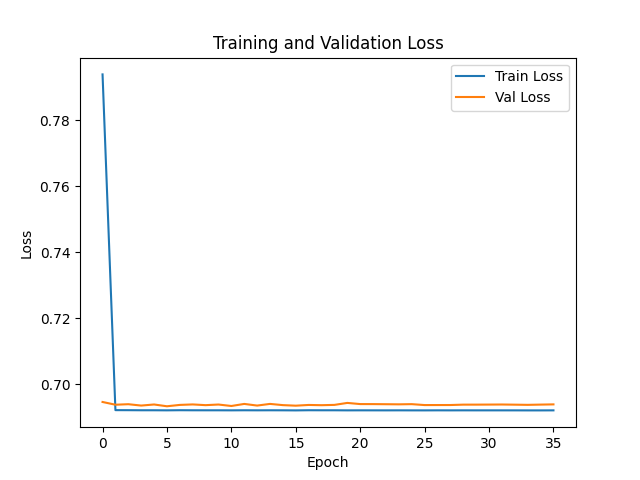 Training and Validation Loss
Train Loss
Val Loss
0.78
0.76
0.74
0.72
0.70
Loss
0 5 10 15 20 25 30 35
Epoch